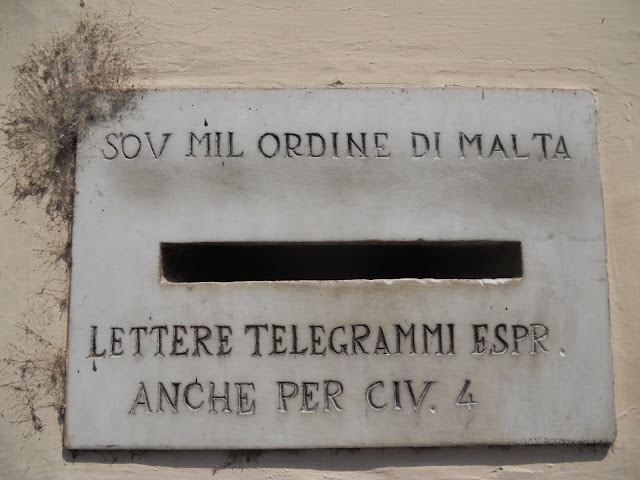 SOV MIL ORDINE DI MALTA
LETTERE TELEGRAMMI ESPR.
ANCHE PER CIV. 4